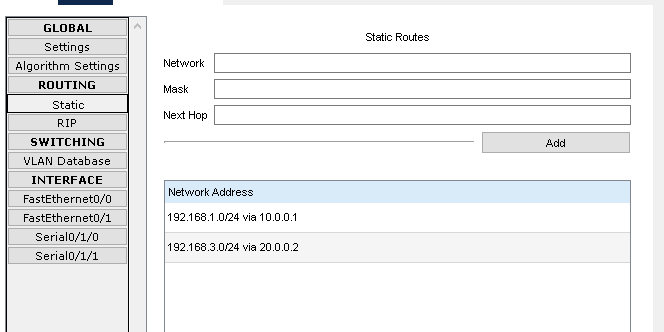 GLOBAL
Settings
Algorithm Settings
ROUTING
Static
RIP
SWITCHING
VLAN Database
INTERFACE
FastEthernet0/0
FastEthernet0/1
Serial0/1/0
Serial0/1/1
Static Routes
Network
Mask
Next Hop
Add
Network Address
192.168.1.0/24 via 10.0.0.1
192.168.3.0/24 via 20.0.0.2